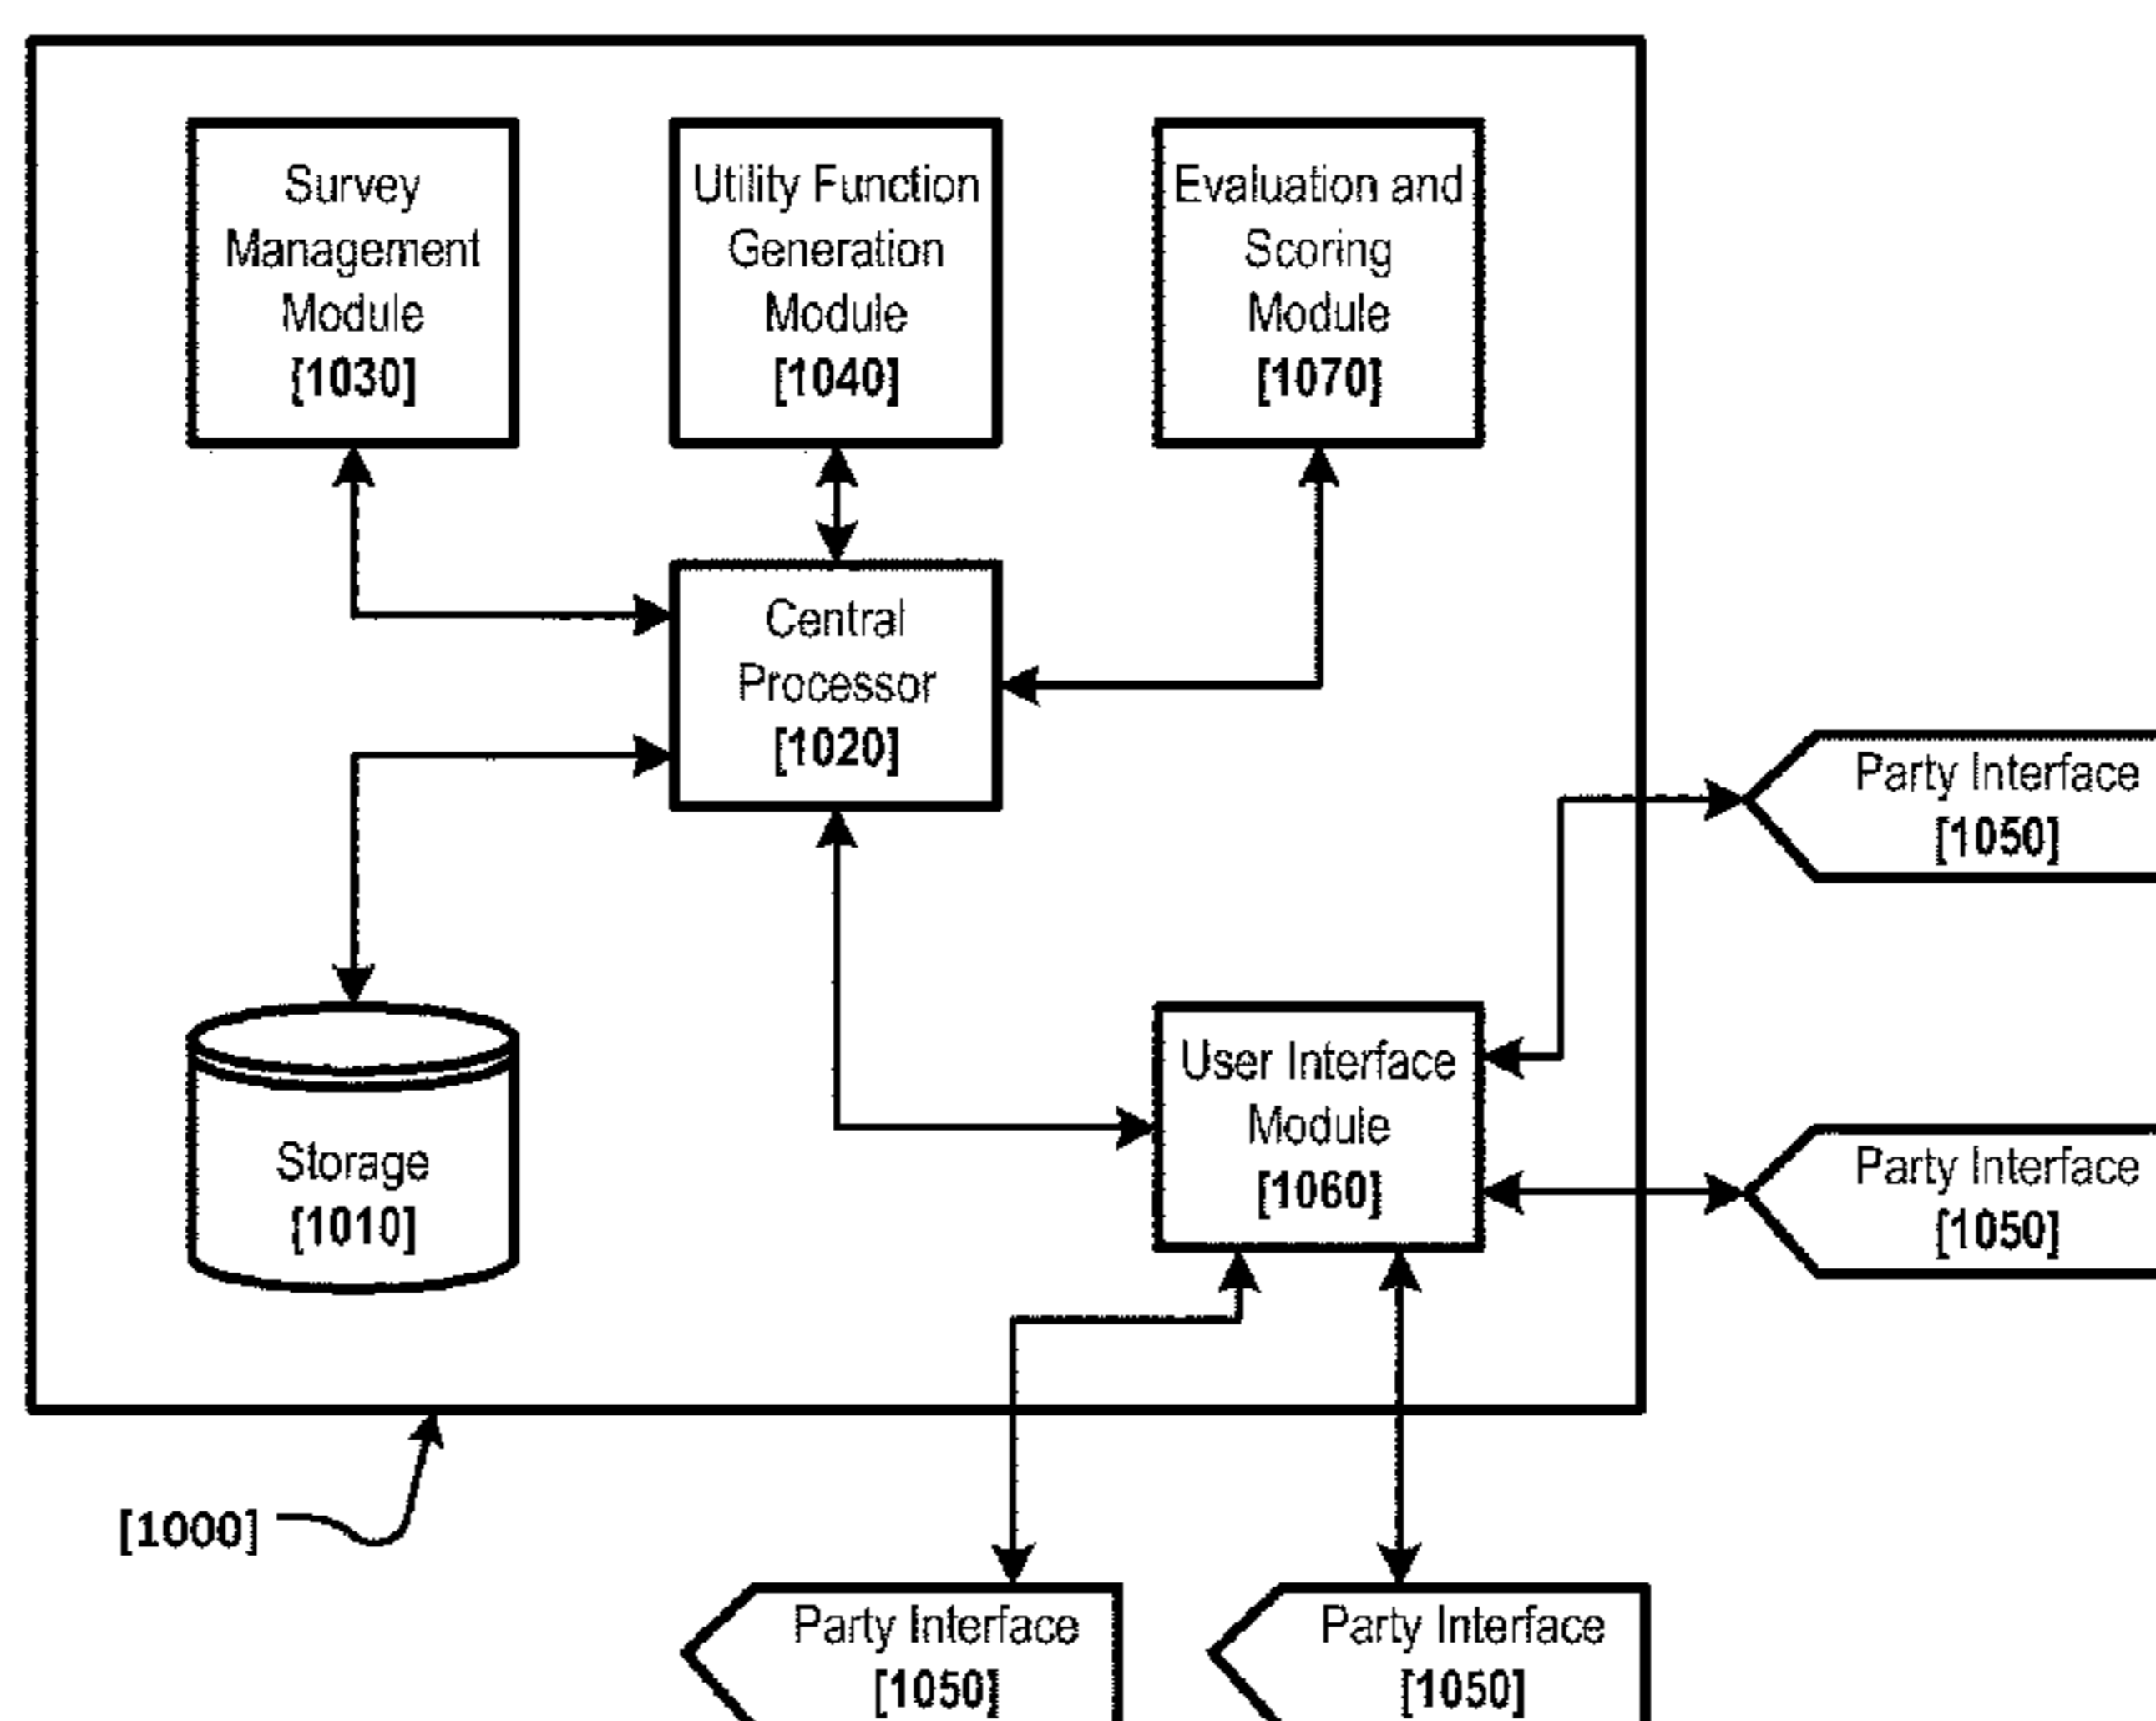 Survey
Management
Module
[1030]
Utility Function
Generation
Module
[1040]
Evaluation and
Scoring
Module
[1070]
Central
Processor
[1020]
Party Interface
[1050]
Storage
[1010]
User Interface
Module
[1060]
Party Interface
[1050]
[1000]
Party Interface
[1050]
Party Interface
[1050]